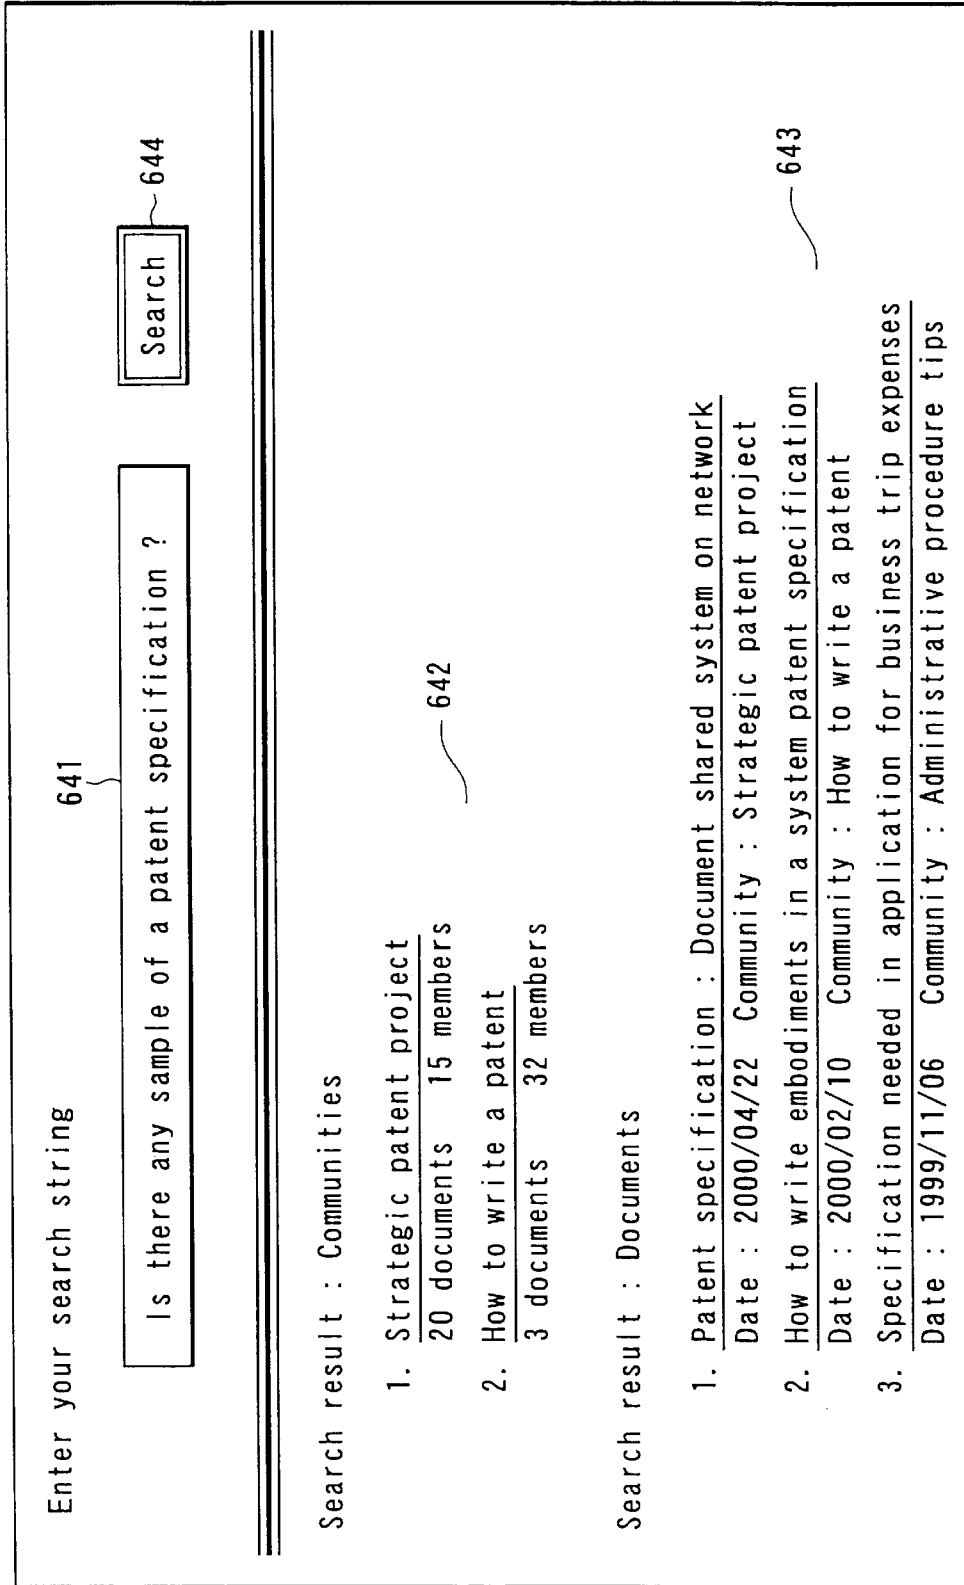 Enter your search string
641
Is there any sample of a patent specification ?
Search
644
Search result : Communities
1. Strategic patent project
20 documents 15 members
2. How to write a patent
3 documents 32 members
642
Search result : Documents
643
1. Patent specification : Document shared system on network
Date : 2000/04/22 Community : Strategic patent project
2. How to write embodiments in a system patent specification
Date : 2000/02/10 Community : How to write a patent
3. Specification needed in application for business trip expenses
Date : 1999/11/06 Community : Administrative procedure tips